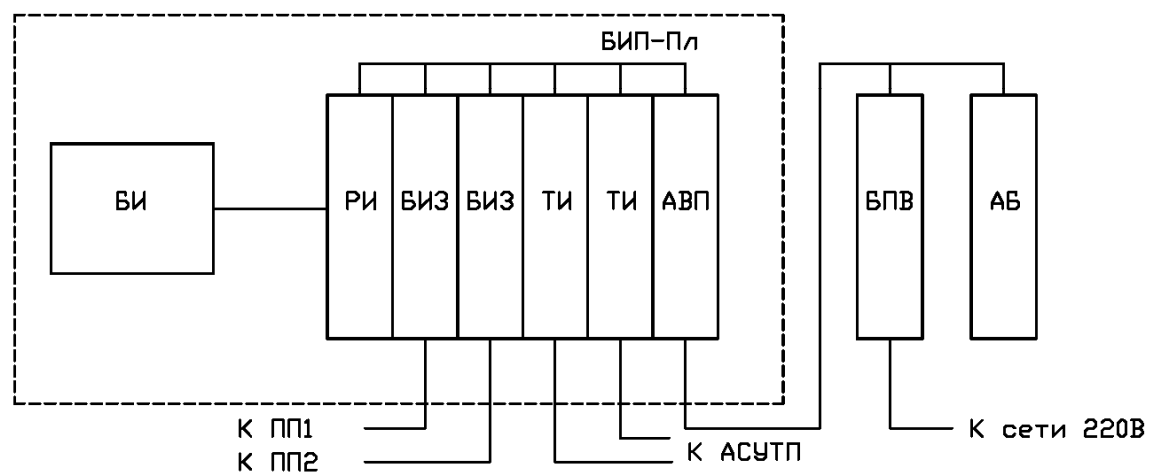 БИП-Пл
БИ
РИ
БИЗ
БИЗ
ТИ
ТИ
АВП
БПВ
АБ
К ПП1
К ПП2
К АСУТП
К сети 220В